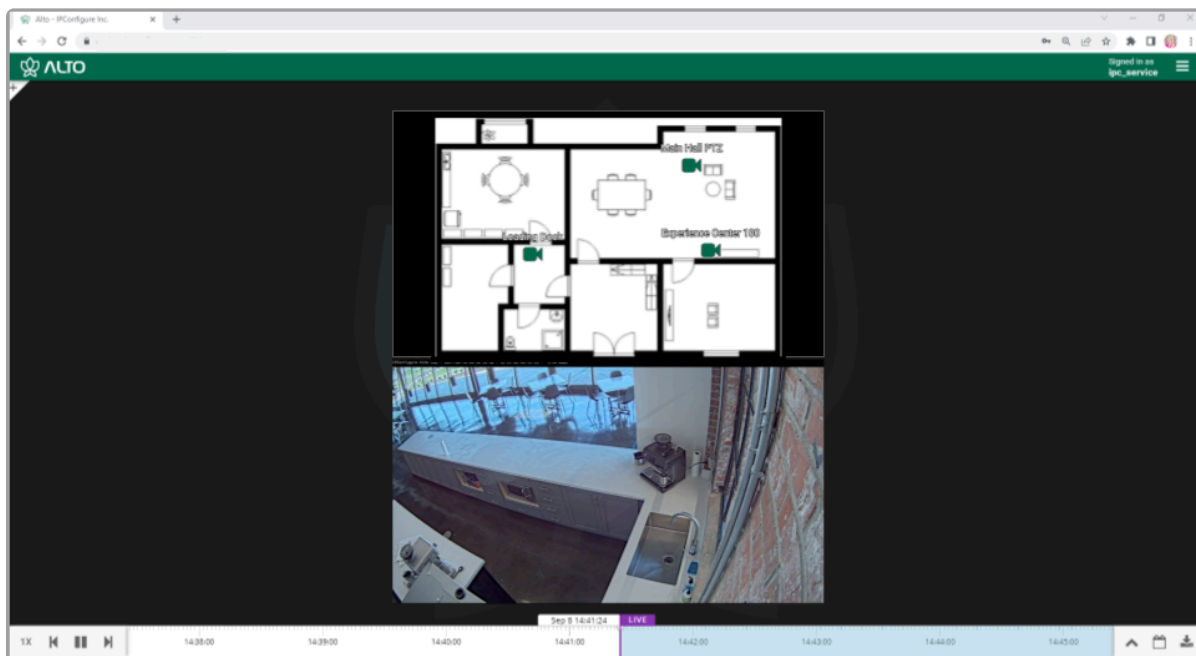 Alto - IPConfigure Inc.
ALTO
Signed in as
ipc_service
Main Hall PTZ
Loading Dock
Experience Center 180
Sep 8 14:41:24
LIVE
1X
14:38:00
14:39:00
14:40:00
14:41:00
14:42:00
14:43:00
14:44:00
14:45:00